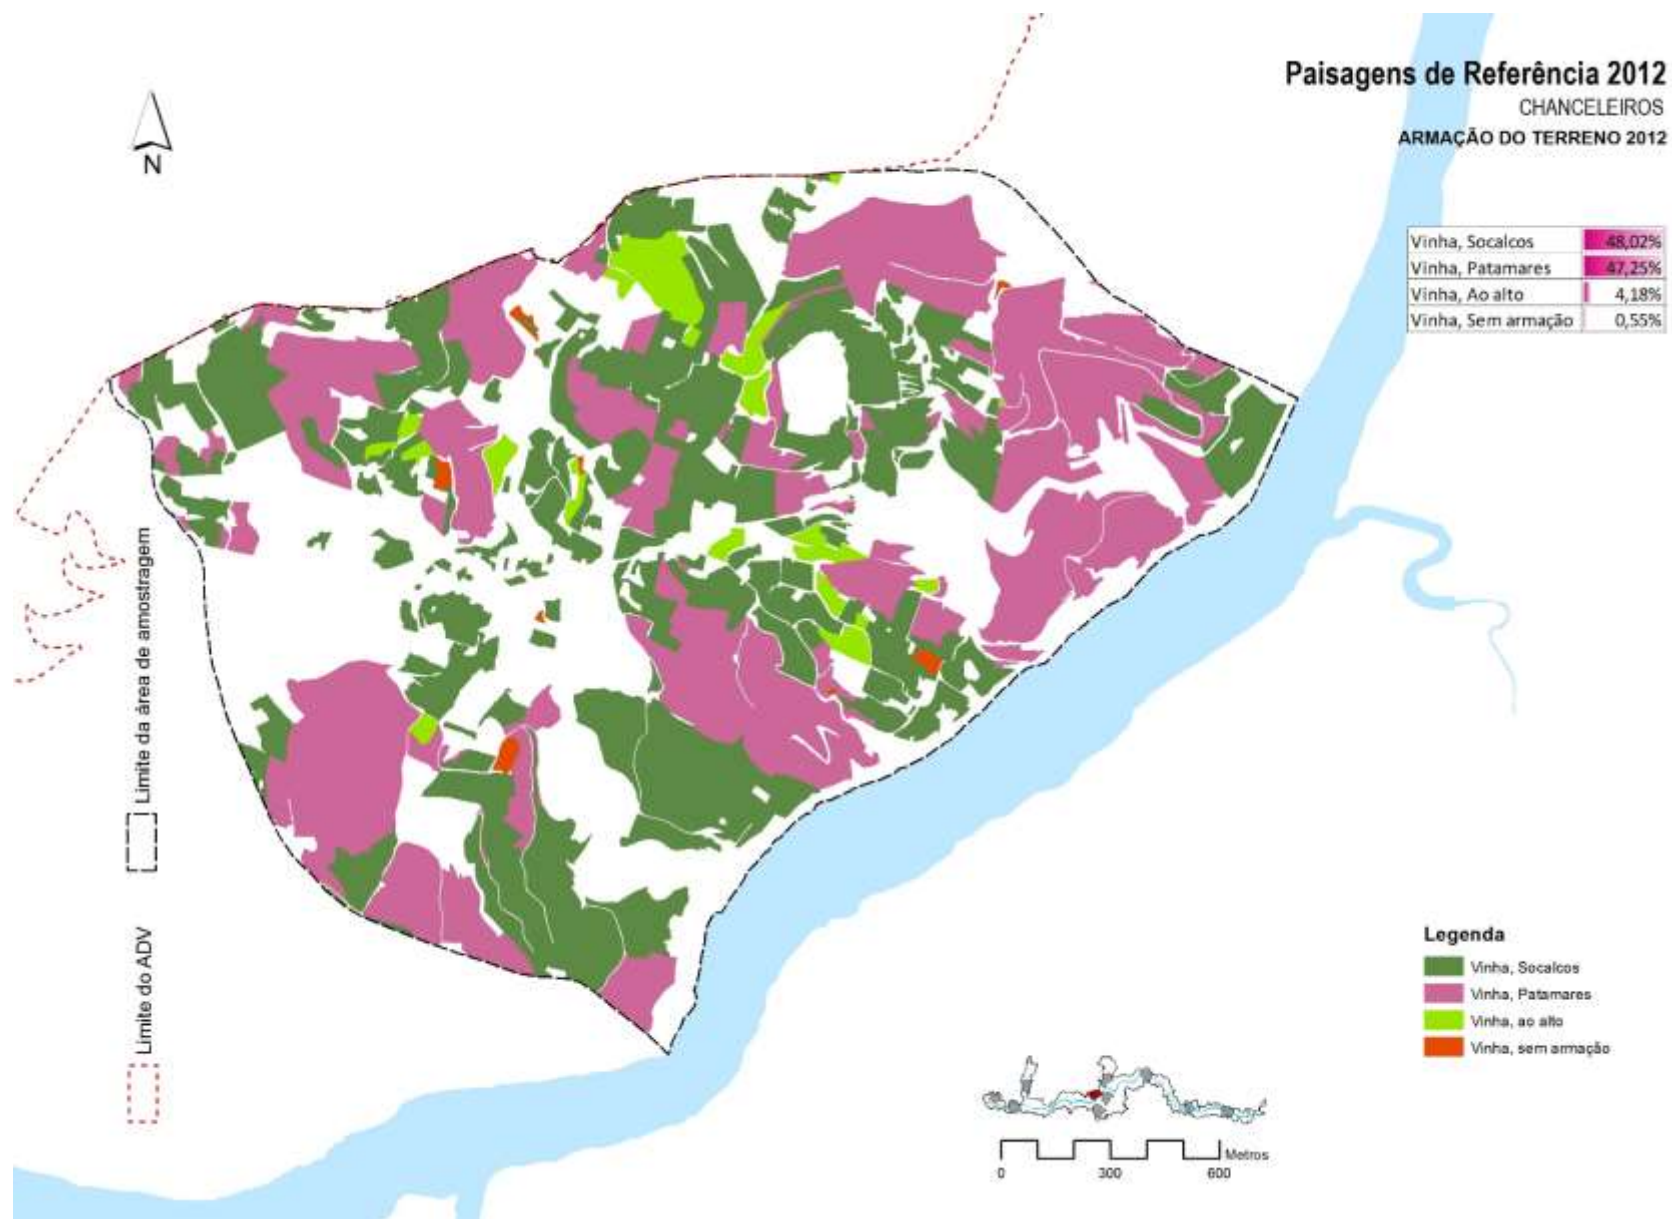 Paisagens de Referência 2012
CHANCELEIROS
ARMAÇÃO DO TERRENO 2012
N
Vinha, Socalcos 48,02%
Vinha, Patamares 47,25%
Vinha, Ao alto 4,18%
Vinha, Sem armação 0,55%
Limite da área de amostragem
Limite do ADV
Legenda
Vinha, Socalcos
Vinha, Patamares
Vinha, ao alto
Vinha, sem armação
Metros
0 300 600